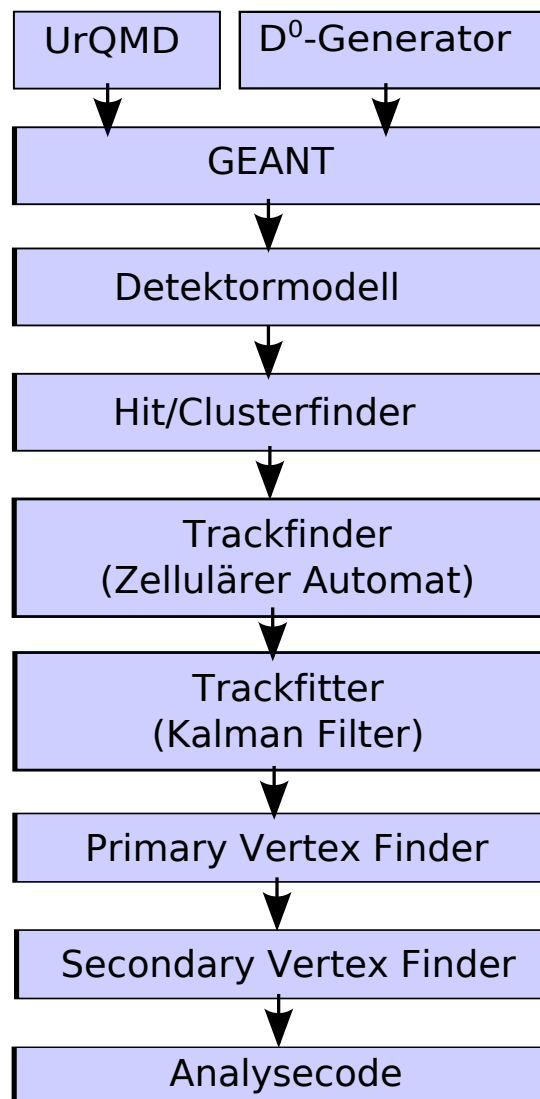 UrQMD
D⁰-Generator
GEANT
Detektormodell
Hit/Clusterfinder
Trackfinder
(Zellulärer Automat)
Trackfitter
(Kalman Filter)
Primary Vertex Finder
Secondary Vertex Finder
Analysecode